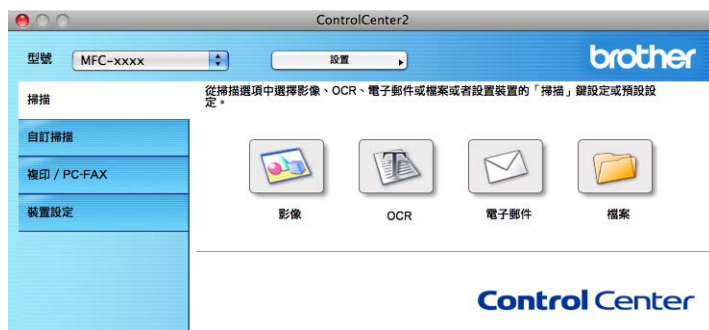 ControlCenter2
型號 MFC-xxxx 設置 brother
掃描
從掃描選項中選擇影像、OCR、電子郵件或檔案或者設置裝置的「掃描」鍵設定或預設設
定。
自訂掃描
複印 / PC-FAX
裝置設定
影像 OCR 電子郵件 檔案
Control Center